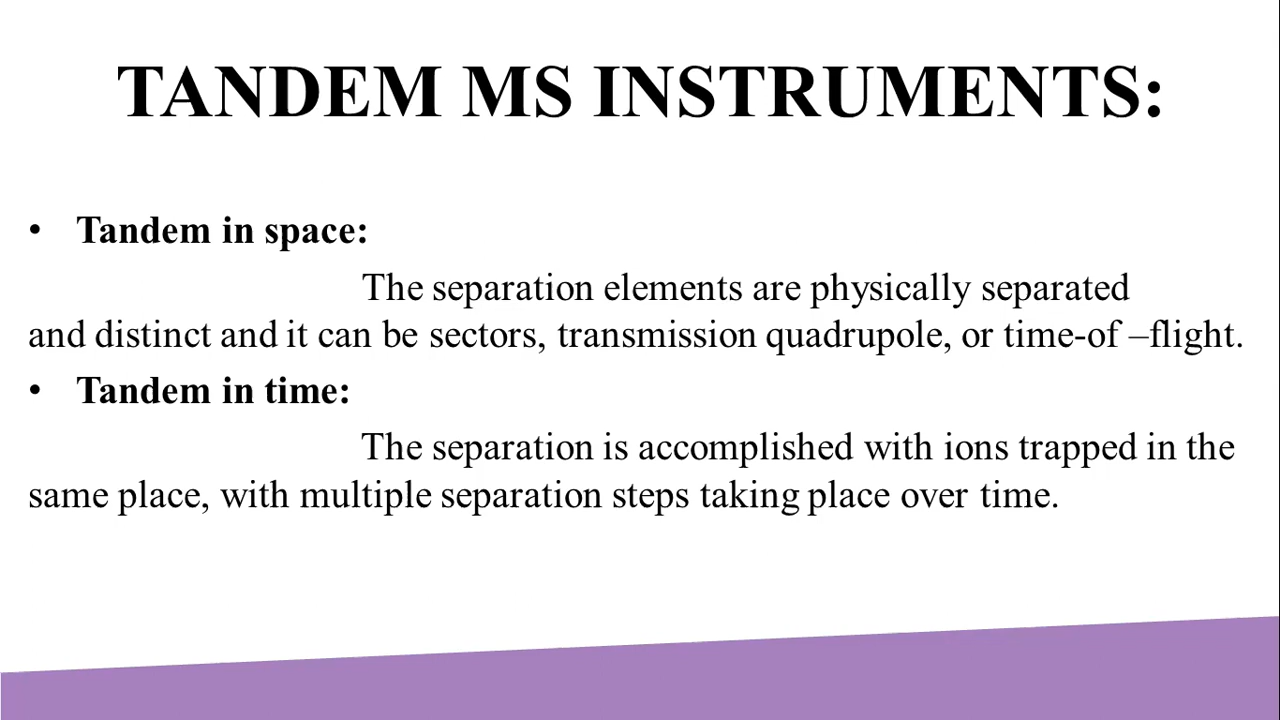 TANDEM MS INSTRUMENTS:
• Tandem in space:
The separation elements are physically separated
and distinct and it can be sectors, transmission quadrupole, or time-of –flight.
• Tandem in time:
The separation is accomplished with ions trapped in the
same place, with multiple separation steps taking place over time.